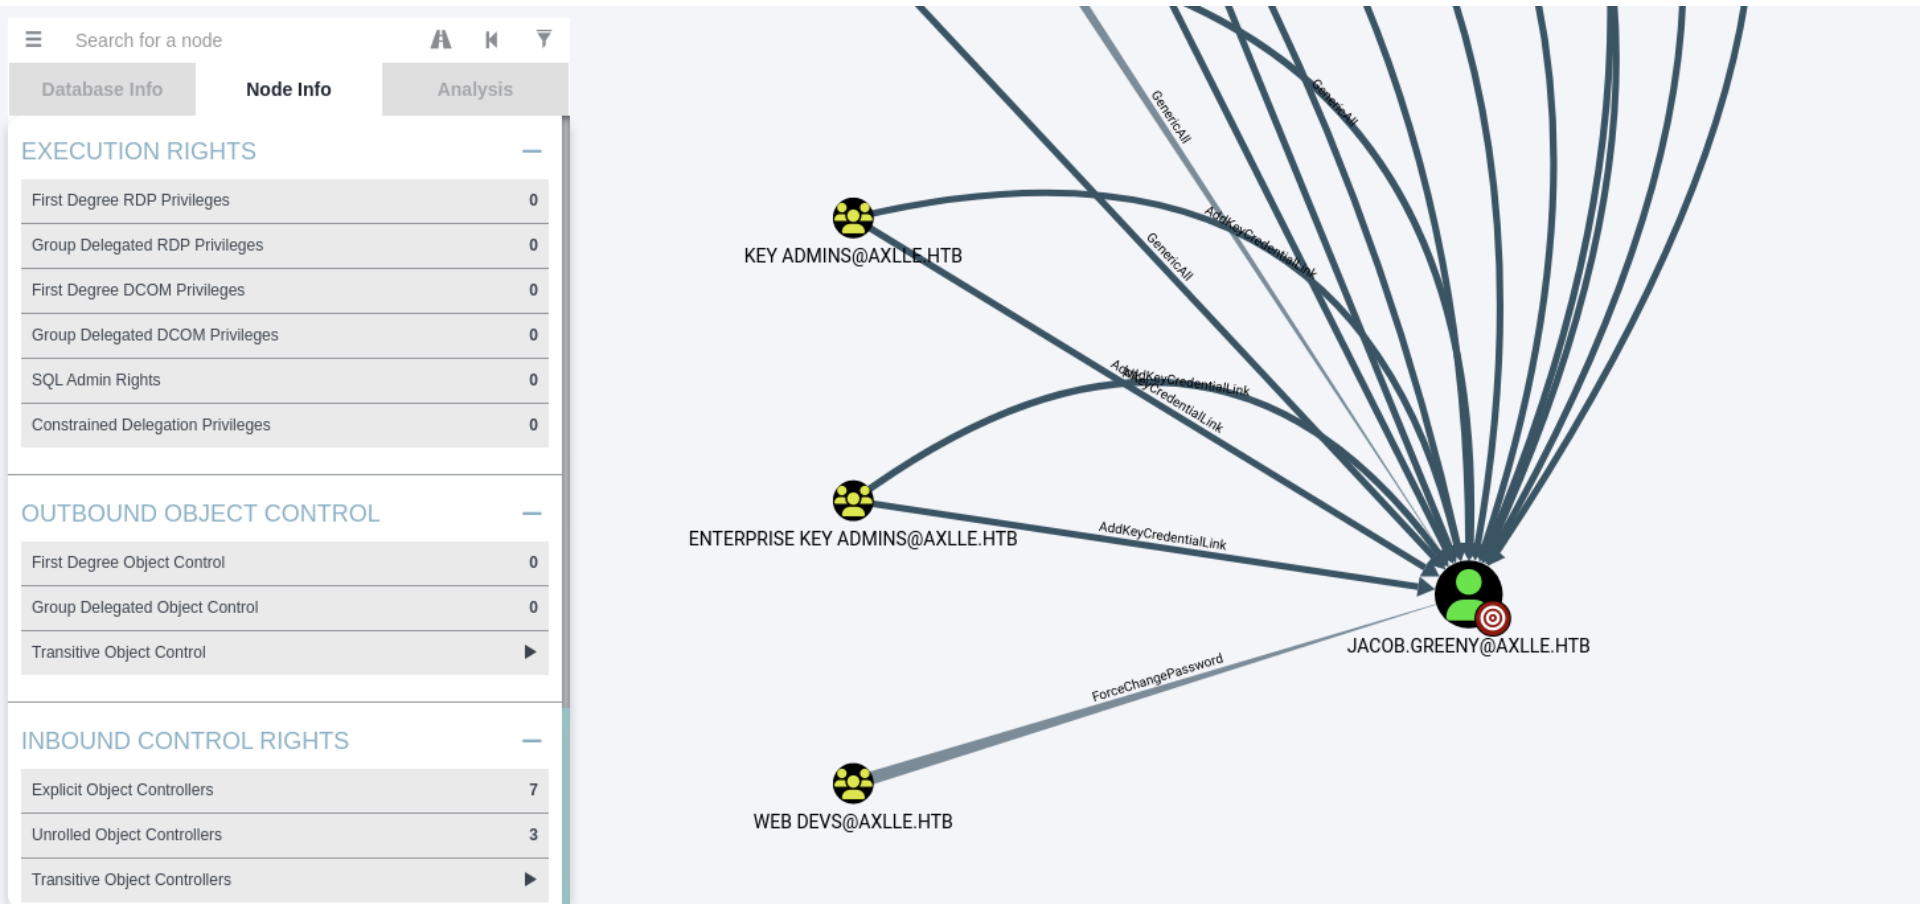 Search for a node
Database Info
Node Info
Analysis
EXECUTION RIGHTS
First Degree RDP Privileges 0
Group Delegated RDP Privileges 0
First Degree DCOM Privileges 0
Group Delegated DCOM Privileges 0
SQL Admin Rights 0
Constrained Delegation Privileges 0
OUTBOUND OBJECT CONTROL
First Degree Object Control 0
Group Delegated Object Control 0
Transitive Object Control
INBOUND CONTROL RIGHTS
Explicit Object Controllers 7
Unrolled Object Controllers 3
Transitive Object Controllers
GenericAll
GenericAll
AddKeyCredentialLink
GenericAll
KEY ADMINS@AXLLE.HTB
AddKeyCredentialLink
AddKeyCredentialLink
AddKeyCredentialLink
ENTERPRISE KEY ADMINS@AXLLE.HTB
JACOB.GREENY@AXLLE.HTB
ForceChangePassword
WEB DEVS@AXLLE.HTB